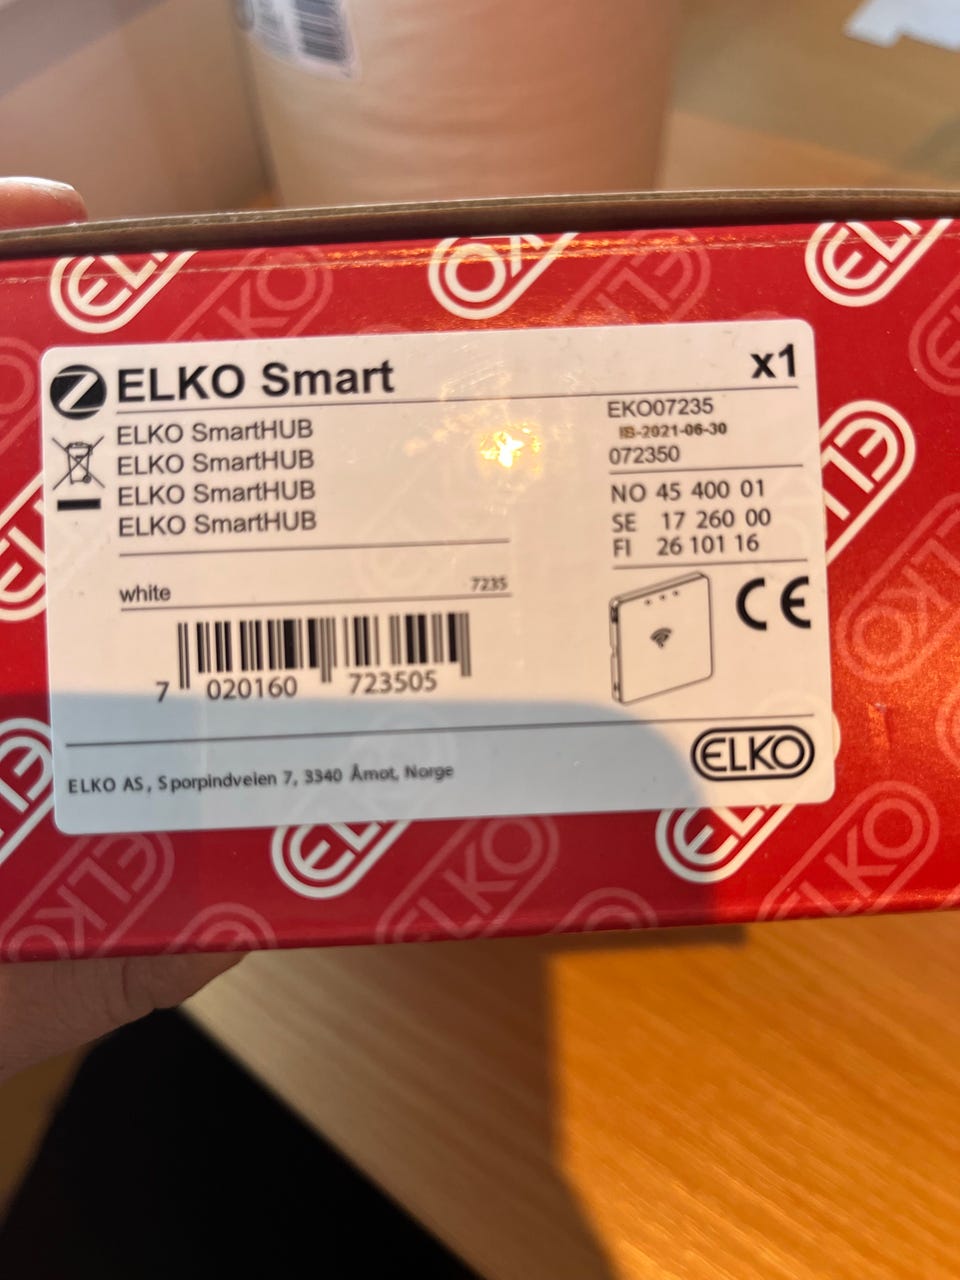 ELKO Smart
x1
ELKO SmartHUB
ELKO SmartHUB
ELKO SmartHUB
ELKO SmartHUB
EKO07235
IB-2021-06-30
072350
NO 45 400 01
SE 17 260 00
FI 26 101 16
white
7235
CE
7 020160 723505
ELKO
ELKO AS, Sporpindveien 7, 3340 Åmot, Norge